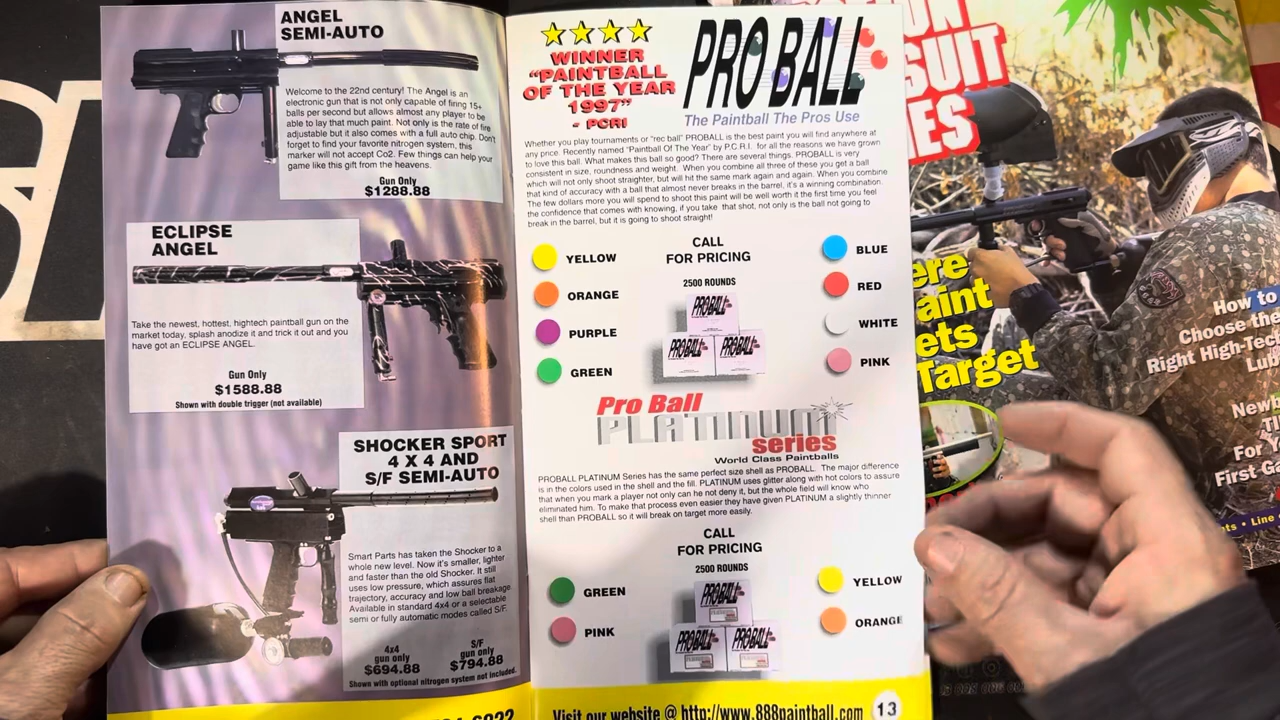 ANGEL
SEMI-AUTO
Welcome to the 22nd century! The Angel is an
electronic gun that is not only capable of firing 15+
balls per second but allows almost any player to be
able to lay that much paint. Not only is the rate of fire
adjustable but it also comes with a full auto chip. Don't
forget to find your favorite nitrogen system, this
marker will not accept Co2. Few things can help your
game like this gift from the heavens.
Gun Only
$1288.88
ECLIPSE
ANGEL
Take the newest, hottest, hightech paintball gun on the
market today, splash anodize it and trick it out and you
have got an ECLIPSE ANGEL.
Gun Only
$1588.88
Shown with double trigger (not available)
SHOCKER SPORT
4 X 4 AND
S/F SEMI-AUTO
Smart Parts has taken the Shocker to a
whole new level. Now it's smaller, lighter
and faster than the old Shocker. It still
uses low pressure, which assures flat
trajectory, accuracy and low ball breakage.
Available in standard 4x4 or a selectable
semi or fully automatic modes called S/F.
4x4
gun only
$694.88
S/F
gun only
$794.88
Shown with optional nitrogen system not included.
WINNER
"PAINTBALL
OF THE YEAR
1997"
- PCRI
PRO BALL
The Paintball The Pros Use
Whether you play tournaments or "rec ball" PROBALL is the best paint you will find anywhere at
any price. Recently named "Paintball Of The Year" by P.C.R.I. for all the reasons we have grown
to love this ball. What makes this ball so good? There are several things. PROBALL is very
consistent in size, roundness and weight. When you combine all three of these you get a ball
which will not only shoot straighter, but will hit the same mark again and again. When you combine
that kind of accuracy with a ball that almost never breaks in the barrel, it's a winning combination.
The few dollars more you will spend to shoot this paint will be well worth it the first time you feel
the confidence that comes with knowing, if you take that shot, not only is the ball not going to
break in the barrel, but it is going to shoot straight!
YELLOW
ORANGE
PURPLE
GREEN
CALL
FOR PRICING
2500 ROUNDS
PROBALL
PROBALL PROBALL
BLUE
RED
WHITE
PINK
Pro Ball
PLATINUM
series
World Class Paintballs
PROBALL PLATINUM Series has the same perfect size shell as PROBALL. The major difference
is in the colors used in the shell and the fill. PLATINUM uses glitter along with hot colors to assure
that when you mark a player not only can he not deny it, but the whole field will know who
eliminated him. To make that process even easier they have given PLATINUM a slightly thinner
shell than PROBALL so it will break on target more easily.
CALL
FOR PRICING
2500 ROUNDS
GREEN
PINK
PROBALL
PROBALL PROBALL
YELLOW
ORANGE
Visit our website @ http://www.888paintball.com
13
ere
aint
ets
Target
How to
Choose the
Right High-Tech
Lub
Newb
For Y
First Ga
Line